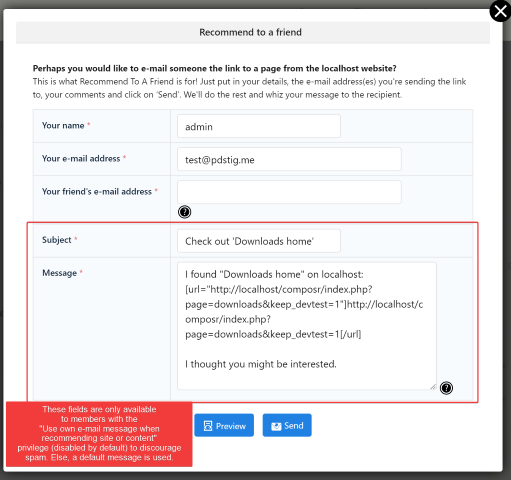 Recommend to a friend
Perhaps you would like to e-mail someone the link to a page from the localhost website?
This is what Recommend To A Friend is for! Just put in your details, the e-mail address(es) you're sending the link
to, your comments and click on 'Send'. We'll do the rest and whiz your message to the recipient.
Your name *
admin
Your e-mail address *
test@pdstig.me
Your friend's e-mail address *
?
Subject *
Check out 'Downloads home'
Message *
I found "Downloads home" on localhost:
[url="http://localhost/composr/index.php?
page=downloads&keep_devtest=1"]http://localhost/c
omposr/index.php?
page=downloads&keep_devtest=1[/url]
I thought you might be interested.
?
These fields are only available
to members with the
"Use own e-mail message when
recommending site or content"
privilege (disabled by default) to discourage
spam. Else, a default message is used.
Preview
Send